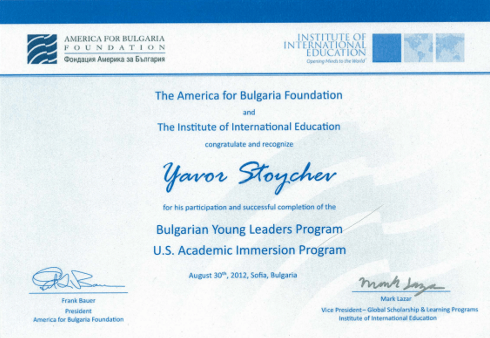 AMERICA FOR BULGARIA
FOUNDATION
Фондация Америка за България
INSTITUTE OF
INTERNATIONAL
EDUCATION
Opening Minds to the World
The America for Bulgaria Foundation
and
The Institute of International Education
congratulate and recognize
Yavor Stoychev
for his participation and successful completion of the
Bulgarian Young Leaders Program
U.S. Academic Immersion Program
August 30th, 2012, Sofia, Bulgaria
Frank Bauer
President
America for Bulgaria Foundation
Mark Lazar
Mark Lazar
Vice President – Global Scholarship & Learning Programs
Institute of International Education